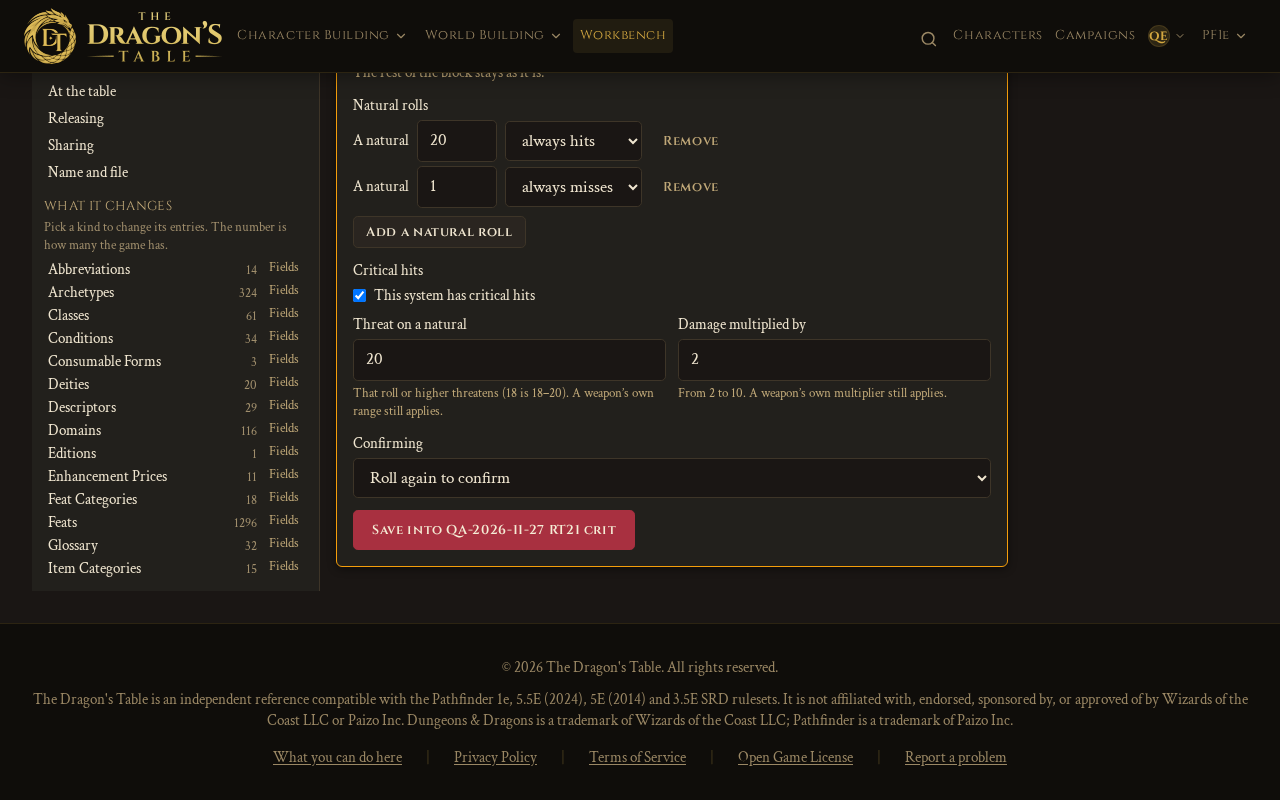 THE
DRAGON'S
TABLE
DT
CHARACTER BUILDING
WORLD BUILDING
WORKBENCH
CHARACTERS
CAMPAIGNS
QE
PF1E
The rest of the block stays as it is.
At the table
Releasing
Sharing
Name and file
WHAT IT CHANGES
Pick a kind to change its entries. The number is
how many the game has.
Abbreviations 14 Fields
Archetypes 324 Fields
Classes 61 Fields
Conditions 34 Fields
Consumable Forms 3 Fields
Deities 20 Fields
Descriptors 29 Fields
Domains 116 Fields
Editions 1 Fields
Enhancement Prices 11 Fields
Feat Categories 18 Fields
Feats 1296 Fields
Glossary 32 Fields
Item Categories 15 Fields
Natural rolls
A natural 20 always hits REMOVE
A natural 1 always misses REMOVE
ADD A NATURAL ROLL
Critical hits
This system has critical hits
Threat on a natural
20
That roll or higher threatens (18 is 18–20). A weapon's own
range still applies.
Damage multiplied by
2
From 2 to 10. A weapon's own multiplier still applies.
Confirming
Roll again to confirm
SAVE INTO QA-2026-11-27 RT21 CRIT
© 2026 The Dragon's Table. All rights reserved.
The Dragon's Table is an independent reference compatible with the Pathfinder 1e, 5.5E (2024), 5E (2014) and 3.5E SRD rulesets. It is not affiliated with, endorsed, sponsored by, or approved of by Wizards of the
Coast LLC or Paizo Inc. Dungeons & Dragons is a trademark of Wizards of the Coast LLC; Pathfinder is a trademark of Paizo Inc.
What you can do here | Privacy Policy | Terms of Service | Open Game License | Report a problem